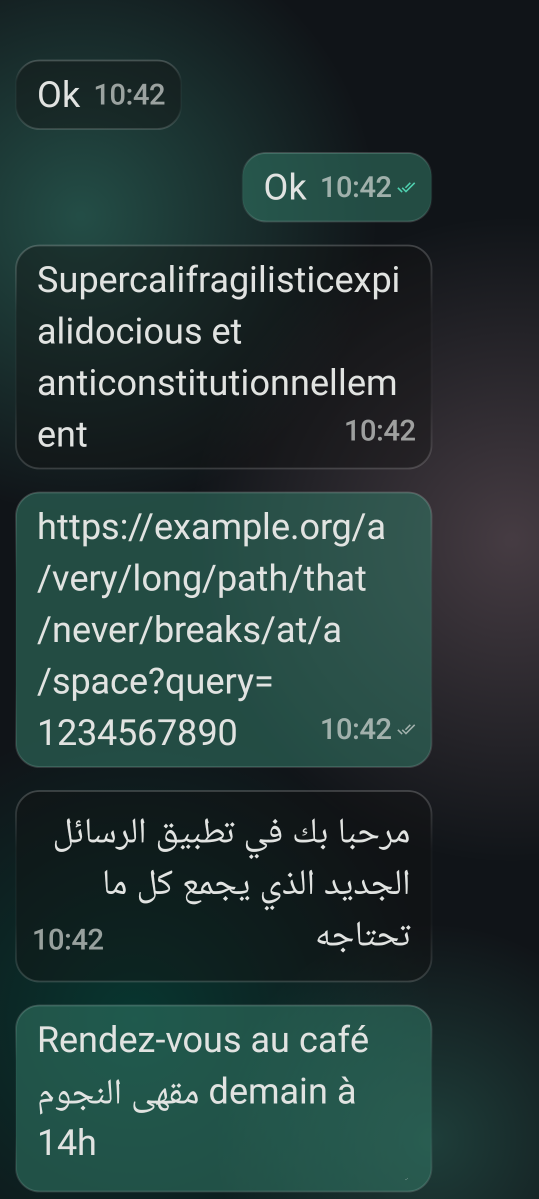 Ok 10:42
Ok 10:42
Supercalifragilisticexpi
alidocious et
anticonstitutionnellem
ent 10:42
https://example.org/a
/very/long/path/that
/never/breaks/at/a
/space?query=
1234567890 10:42
مرحبا بك في تطبيق الرسائل
الجديد الذي يجمع كل ما
تحتاجه 10:42
Rendez-vous au café
مقهى النجوم demain à
14h